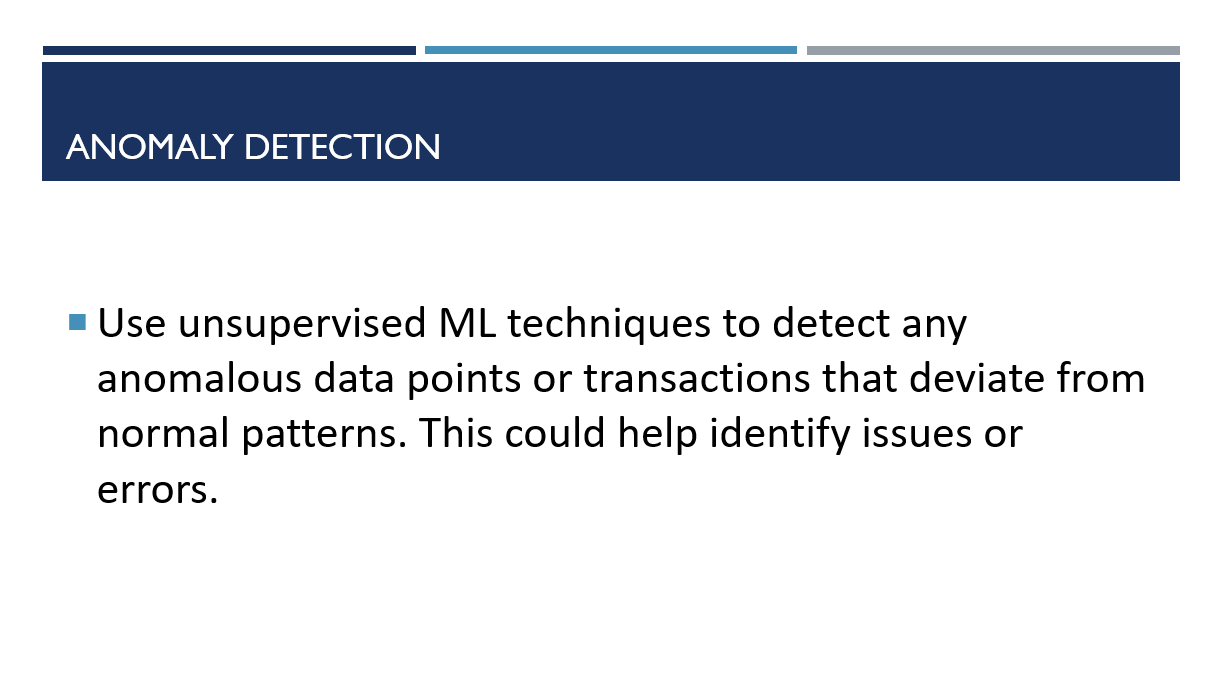 ANOMALY DETECTION
Use unsupervised ML techniques to detect any
anomalous data points or transactions that deviate from
normal patterns. This could help identify issues or
errors.